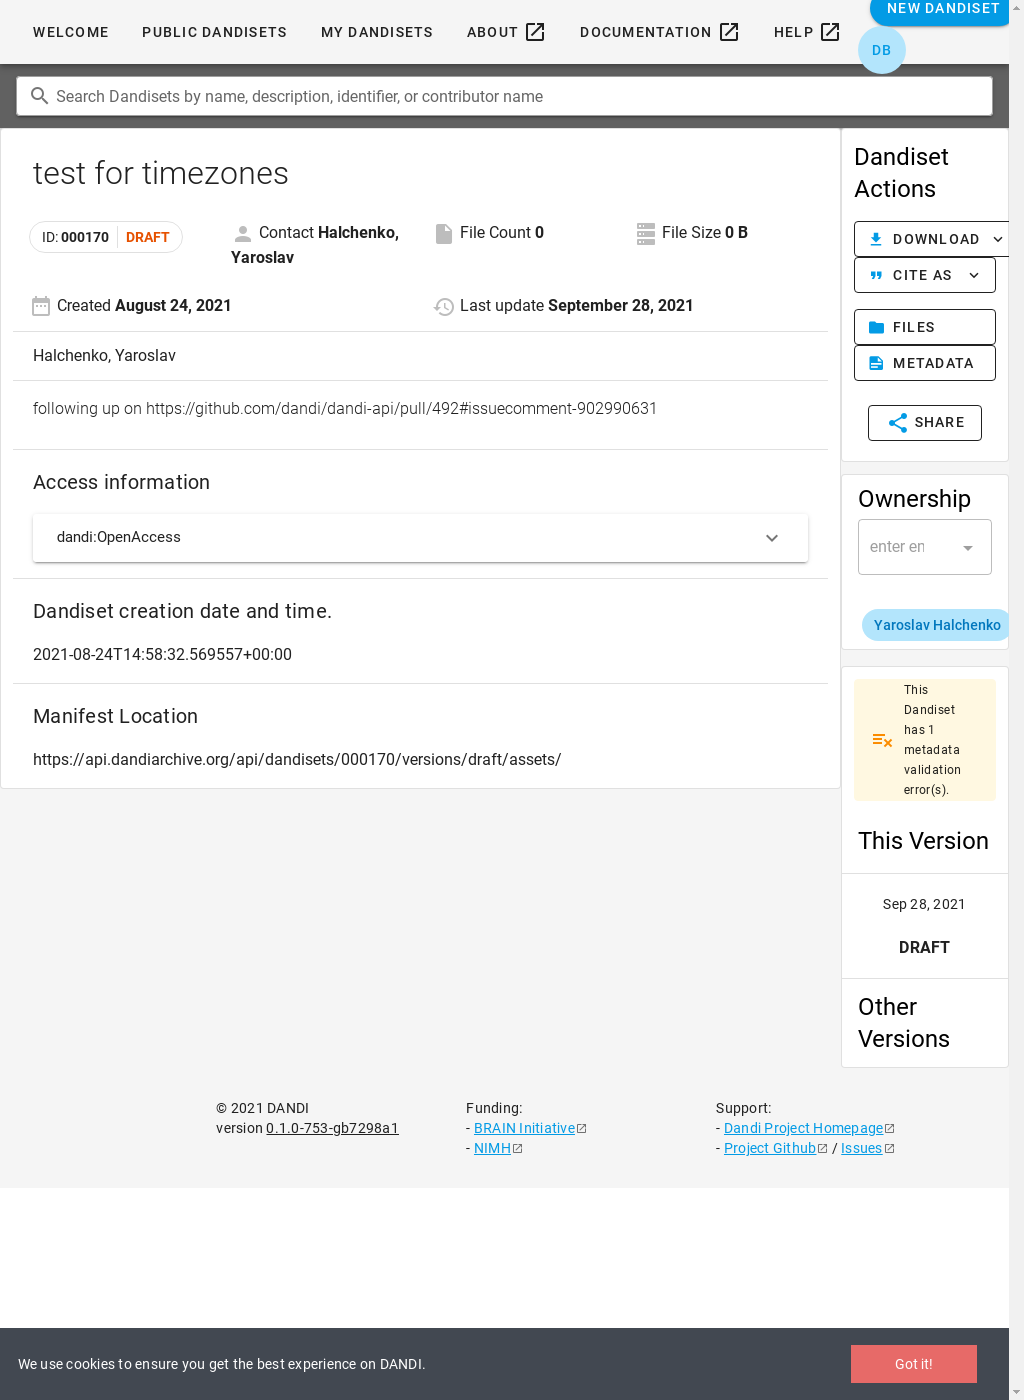 WELCOME PUBLIC DANDISETS MY DANDISETS ABOUT DOCUMENTATION HELP NEW DANDISET
DB
Search Dandisets by name, description, identifier, or contributor name
test for timezones
ID: 000170 DRAFT
Contact Halchenko, Yaroslav
File Count 0
File Size 0 B
Created August 24, 2021
Last update September 28, 2021
Halchenko, Yaroslav
following up on https://github.com/dandi/dandi-api/pull/492#issuecomment-902990631
Access information
dandi:OpenAccess
Dandiset creation date and time.
2021-08-24T14:58:32.569557+00:00
Manifest Location
https://api.dandiarchive.org/api/dandisets/000170/versions/draft/assets/
Dandiset
Actions
DOWNLOAD
CITE AS
FILES
METADATA
SHARE
Ownership
enter en
Yaroslav Halchenko
This
Dandiset
has 1
metadata
validation
error(s).
This Version
Sep 28, 2021
DRAFT
Other
Versions
© 2021 DANDI
version 0.1.0-753-gb7298a1
Funding:
- BRAIN Initiative
- NIMH
Support:
- Dandi Project Homepage
- Project Github / Issues
We use cookies to ensure you get the best experience on DANDI.
Got it!